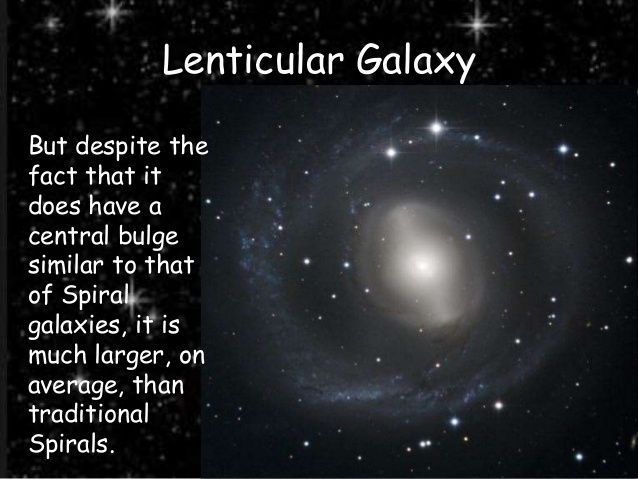 Lenticular Galaxy
But despite the
fact that it
does have a
central bulge
similar to that
of Spiral
galaxies, it is
much larger, on
average, than
traditional
Spirals.